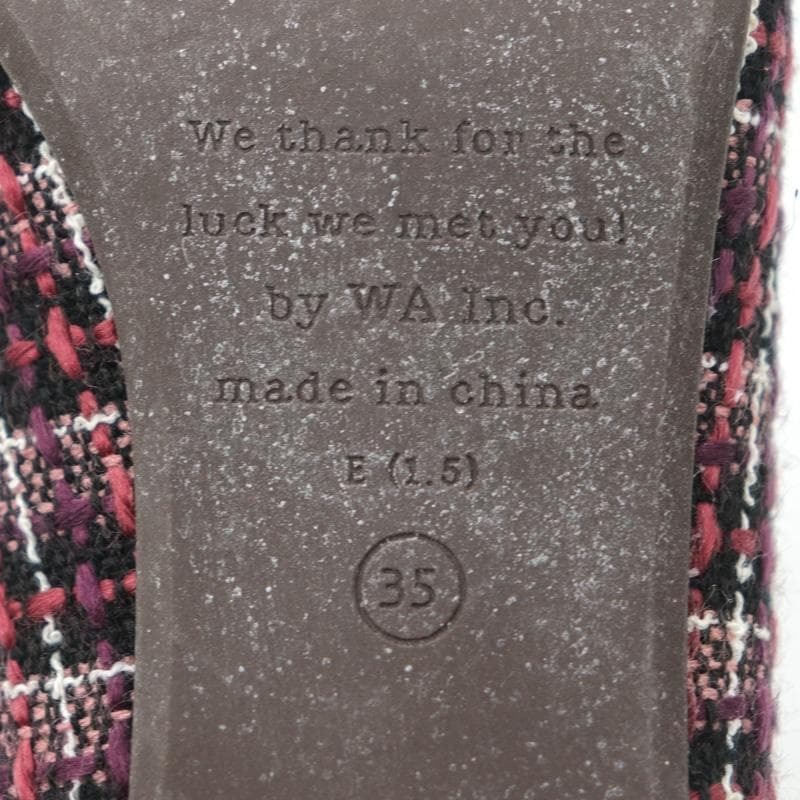 We thank for the
luck we met you!
by WA Inc.
made in china
E (1.5)
35